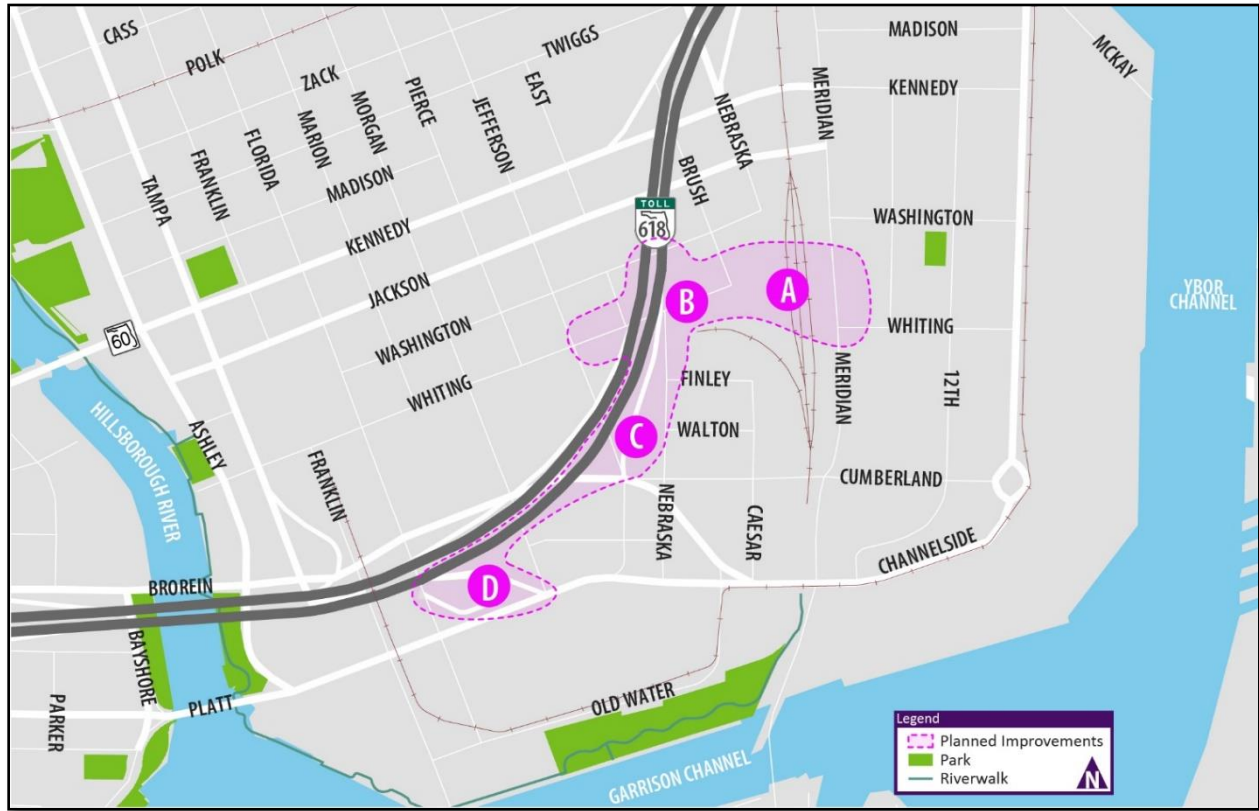 CASS
POLK
ZACK
TWIGGS
MADISON
MCKAY
KENNEDY
MERIDIAN
NEBRASKA
EAST
PIERCE
JEFFERSON
MORGAN
MARION
FLORIDA
FRANKLIN
TAMPA
MADISON
BRUSH
KENNEDY
TOLL
618
WASHINGTON
JACKSON
YBOR
CHANNEL
A
B
60
WASHINGTON
WHITING
WHITING
FINLEY
MERIDIAN
12TH
HILLSBOROUGH RIVER
ASHLEY
C
WALTON
FRANKLIN
CUMBERLAND
NEBRASKA
CAESAR
CHANNELSIDE
BROREIN
D
BAYSHORE
PARKER
PLATT
OLD WATER
GARRISON CHANNEL
Legend
Planned Improvements
Park
Riverwalk
N